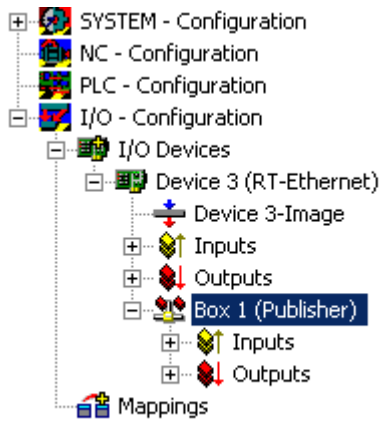 SYSTEM - Configuration
NC - Configuration
PLC - Configuration
I/O - Configuration
I/O Devices
Device 3 (RT-Ethernet)
Device 3-Image
Inputs
Outputs
Box 1 (Publisher)
Inputs
Outputs
Mappings